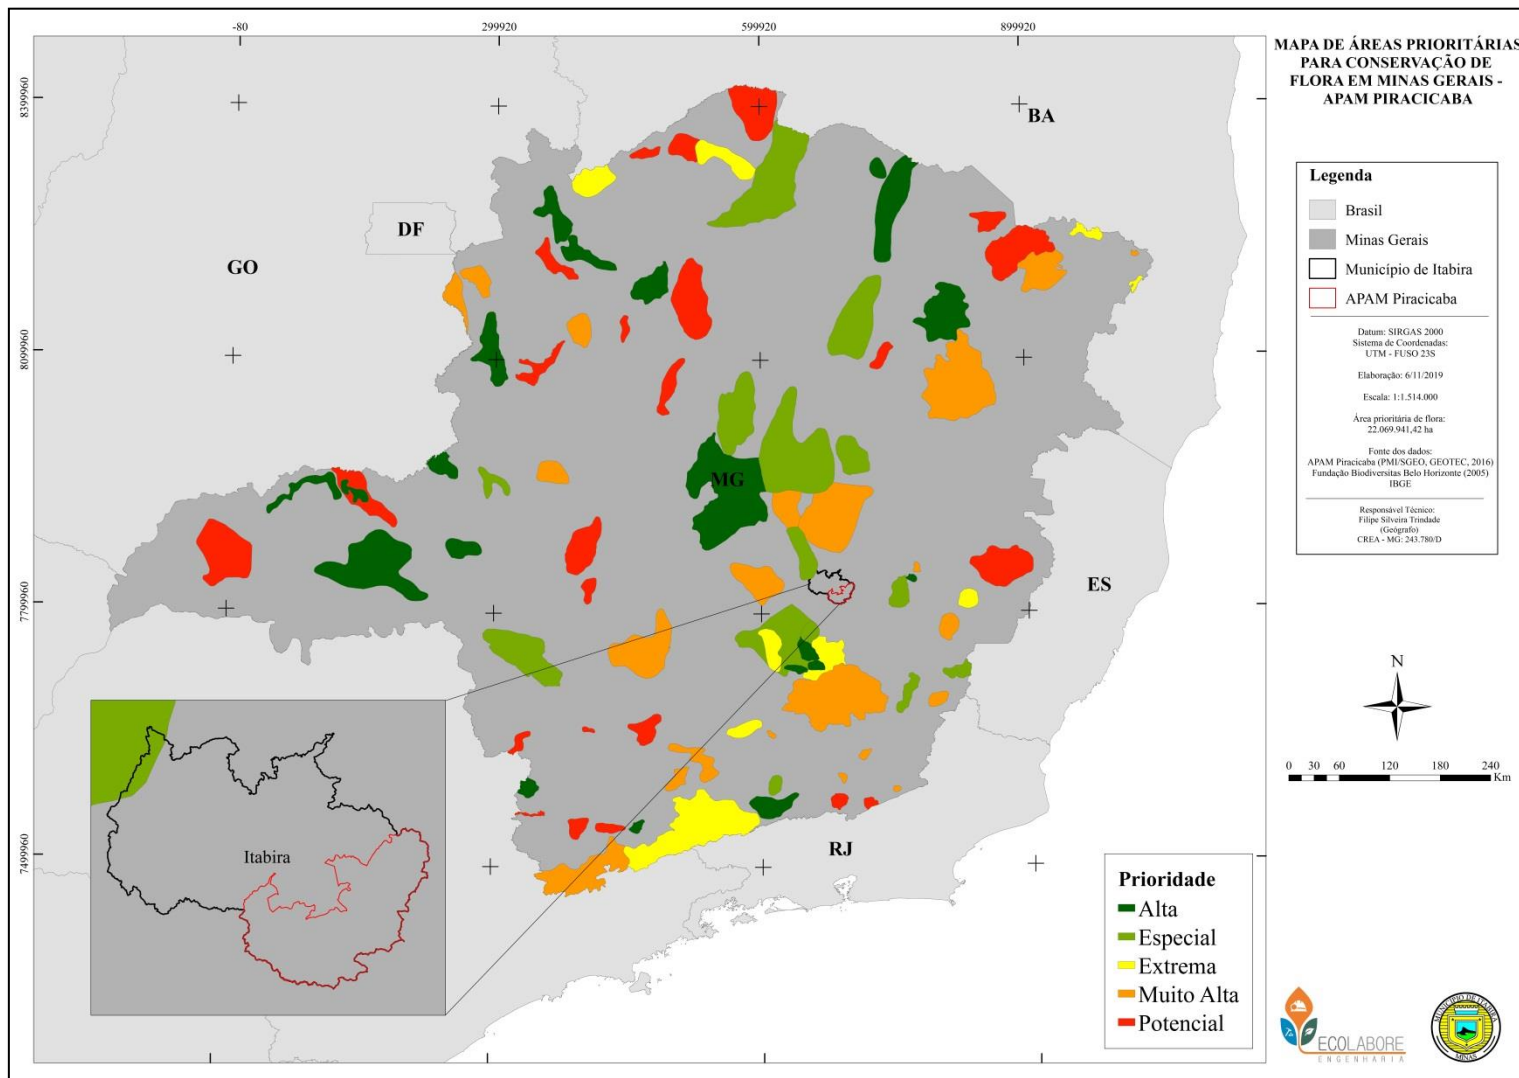 -80
299920
599920
899920
8399960
8099960
7799960
7499960
BA
DF
GO
MG
ES
RJ
Itabira
MAPA DE ÁREAS PRIORITÁRIAS
PARA CONSERVAÇÃO DE
FLORA EM MINAS GERAIS -
APAM PIRACICABA
Legenda
Brasil
Minas Gerais
Município de Itabira
APAM Piracicaba
Datum: SIRGAS 2000
Sistema de Coordenadas:
UTM - FUSO 23S
Elaboração: 6/11/2019
Escala: 1:1.514.000
Área prioritária de flora:
22.069.941,42 ha
Fonte dos dados:
APAM Piracicaba (PMI/SGEO, GEOTEC, 2016)
Fundação Biodiversitas Belo Horizonte (2005)
IBGE
Responsável Técnico:
Filipe Silveira Trindade
(Geógrafo)
CREA - MG: 243.780/D
N
0 30 60 120 180 240
Km
Prioridade
Alta
Especial
Extrema
Muito Alta
Potencial
ECOLABORE
ENGENHARIA
MUNICÍPIO DE ITABIRA
MINAS